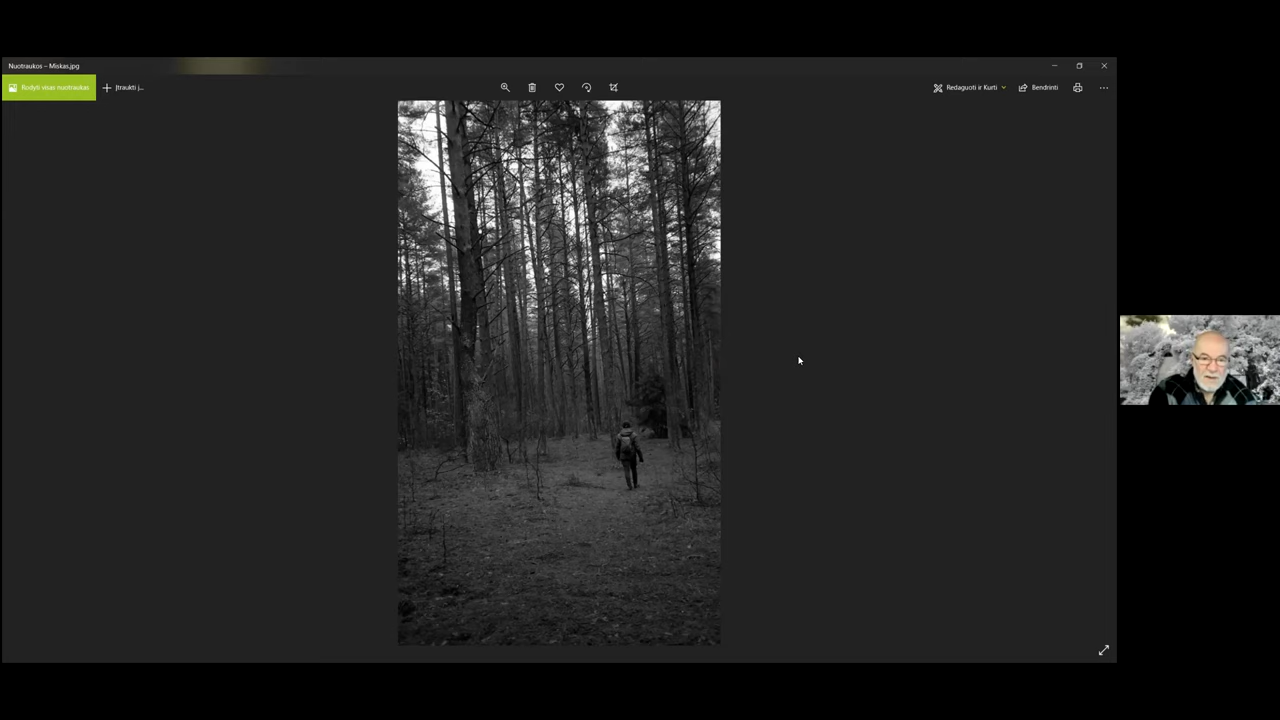 Nuotraukos – Miskas.jpg
Rodyti visas nuotraukas
Įtraukti į...
Redaguoti ir Kurti
Bendrinti